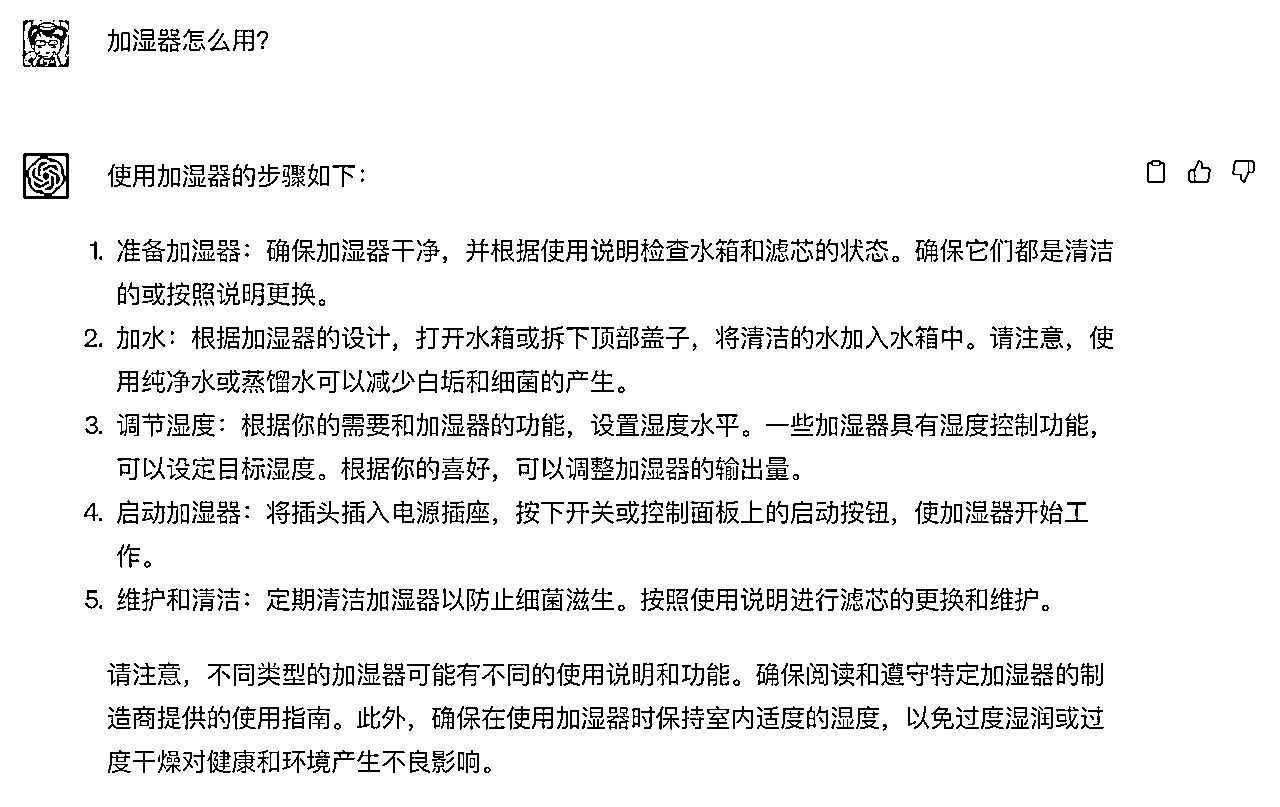 加湿器怎么用?
使用加湿器的步骤如下：
1. 准备加湿器：确保加湿器干净，并根据使用说明检查水箱和滤芯的状态。确保它们都是清洁
的或按照说明更换。
2. 加水：根据加湿器的设计，打开水箱或拆下顶部盖子，将清洁的水加入水箱中。请注意，使
用纯净水或蒸馏水可以减少白垢和细菌的产生。
3. 调节湿度：根据你的需要和加湿器的功能，设置湿度水平。一些加湿器具有湿度控制功能，
可以设定目标湿度。根据你的喜好，可以调整加湿器的输出量。
4. 启动加湿器：将插头插入电源插座，按下开关或控制面板上的启动按钮，使加湿器开始工
作。
5. 维护和清洁：定期清洁加湿器以防止细菌滋生。按照使用说明进行滤芯的更换和维护。
请注意，不同类型的加湿器可能有不同的使用说明和功能。确保阅读和遵守特定加湿器的制
造商提供的使用指南。此外，确保在使用加湿器时保持室内适度的湿度，以免过度湿润或过
度干燥对健康和环境产生不良影响。